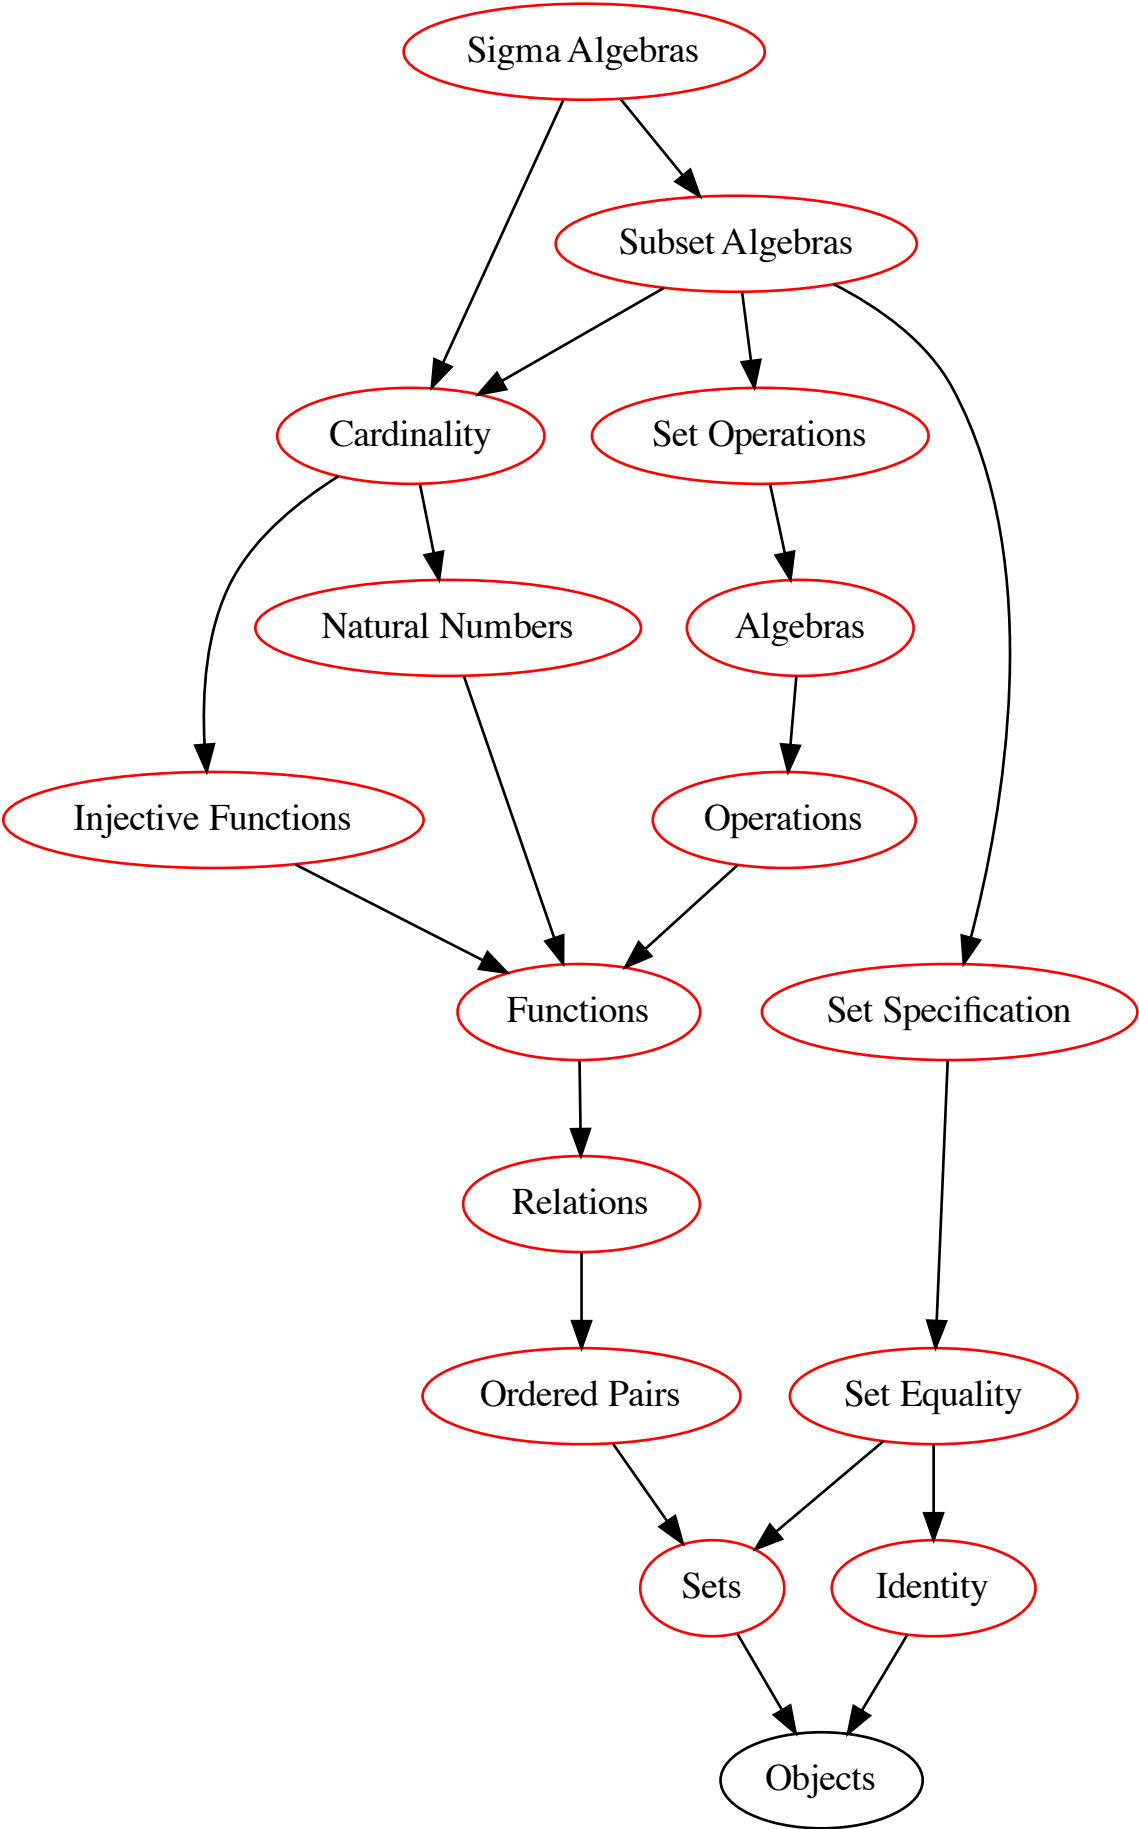 Sigma Algebras
Subset Algebras
Cardinality
Set Operations
Natural Numbers
Algebras
Injective Functions
Operations
Functions
Set Specification
Relations
Ordered Pairs
Set Equality
Sets
Identity
Objects